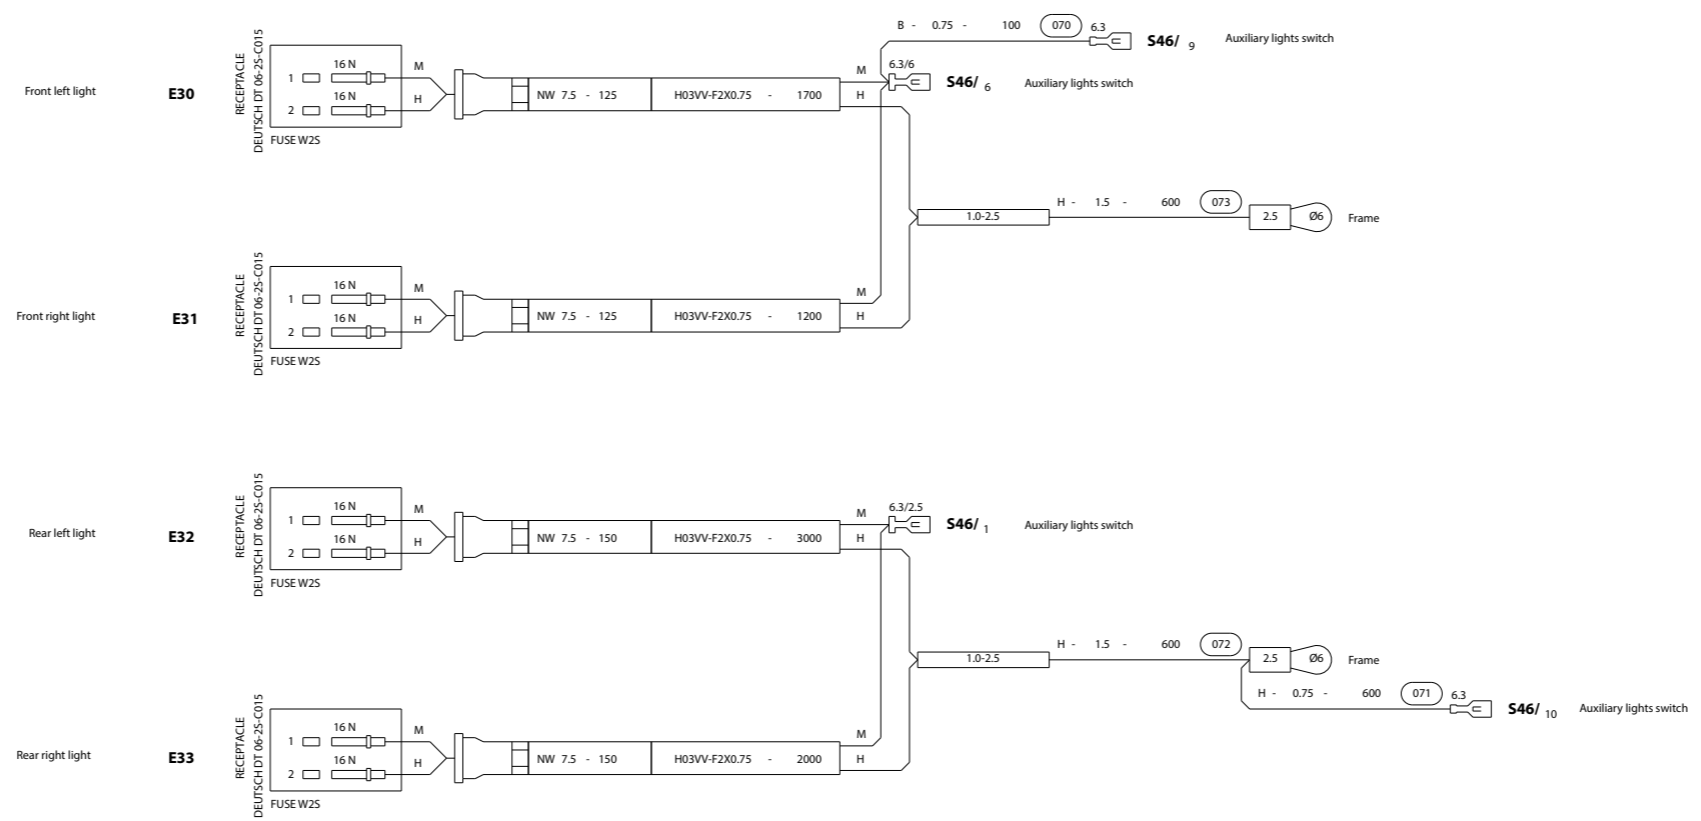 B - 0.75 - 100 070 6.3
S46/ 9 Auxiliary lights switch
RECEPTACLE
DEUTSCH DT 06-2S-C015
Front left light E30
1 16 N M
2 16 N H
FUSE W2S
NW 7.5 - 125 H03VV-F2X0.75 - 1700
M
H
6.3/6
S46/ 6 Auxiliary lights switch
1.0-2.5
H - 1.5 - 600 073
2.5 Ø6 Frame
RECEPTACLE
DEUTSCH DT 06-2S-C015
Front right light E31
1 16 N M
2 16 N H
FUSE W2S
NW 7.5 - 125 H03VV-F2X0.75 - 1200
M
H
RECEPTACLE
DEUTSCH DT 06-2S-C015
Rear left light E32
1 16 N M
2 16 N H
FUSE W2S
NW 7.5 - 150 H03VV-F2X0.75 - 3000
M
H
6.3/2.5
S46/ 1 Auxiliary lights switch
1.0-2.5
H - 1.5 - 600 072
2.5 Ø6 Frame
H - 0.75 - 600 071 6.3
S46/ 10 Auxiliary lights switch
RECEPTACLE
DEUTSCH DT 06-2S-C015
Rear right light E33
1 16 N M
2 16 N H
FUSE W2S
NW 7.5 - 150 H03VV-F2X0.75 - 2000
M
H